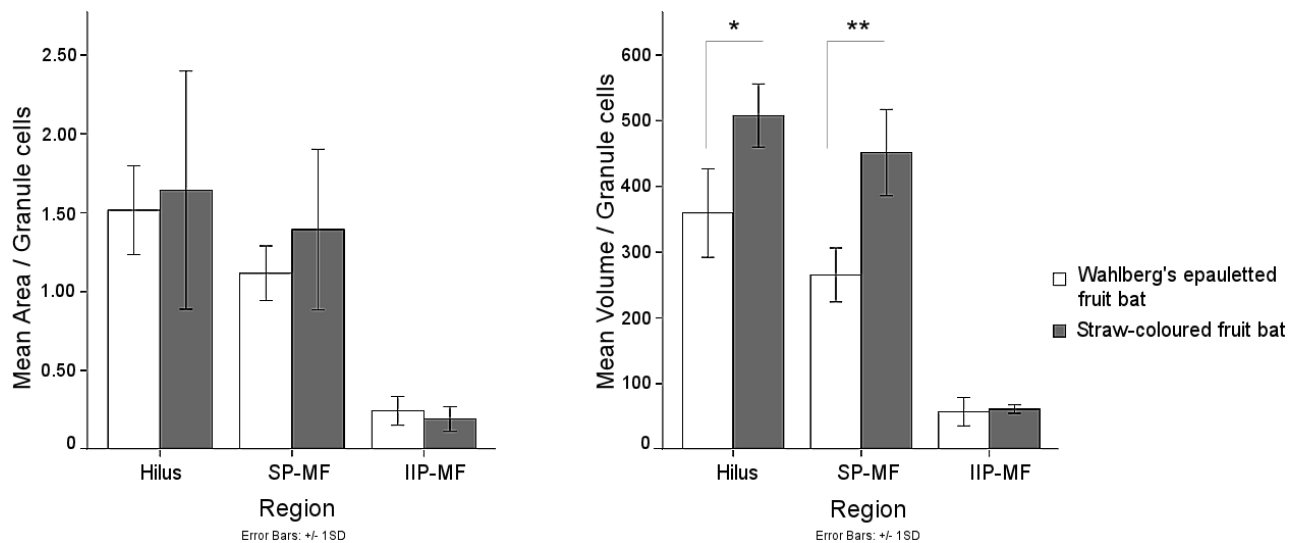 Mean Area / Granule cells
2.50
2.00
1.50
1.00
0.50
0
Hilus SP-MF IIP-MF
Region
Error Bars: +/- 1SD
Mean Volume / Granule cells
600
500
400
300
200
100
0
* **
Hilus SP-MF IIP-MF
Region
Error Bars: +/- 1SD
Wahlberg's epauletted
fruit bat
Straw-coloured fruit bat